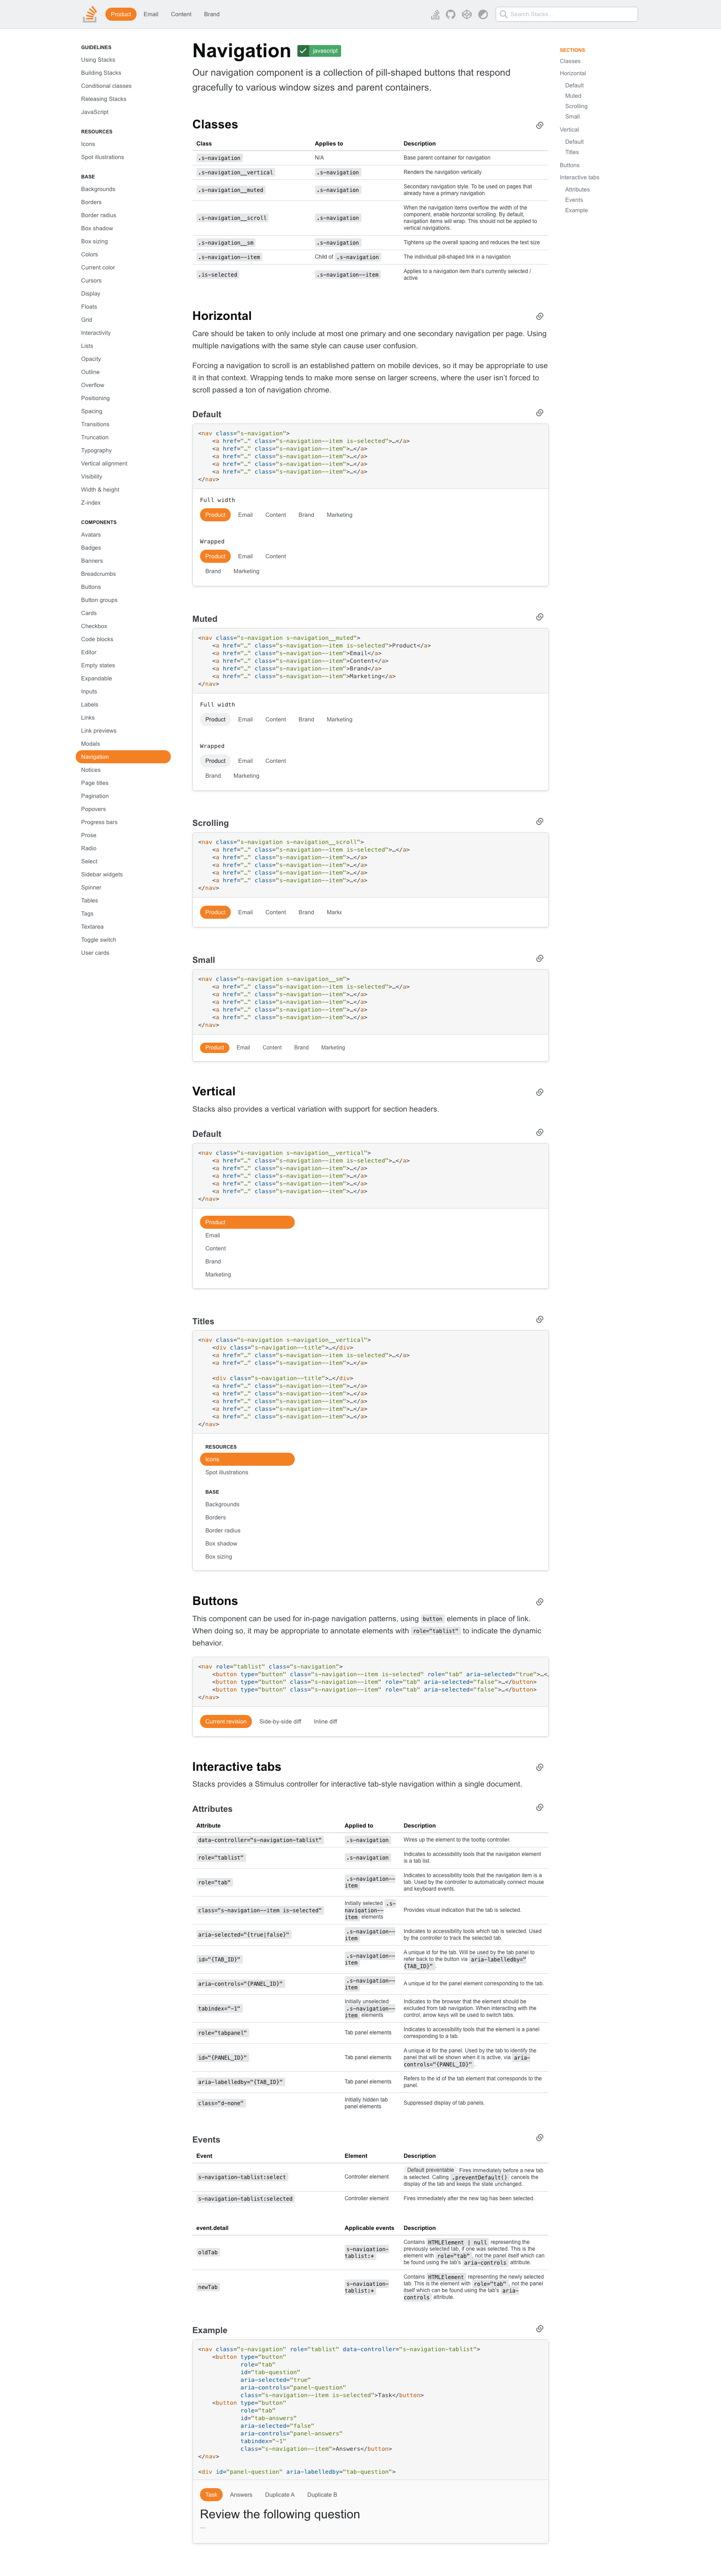 Product Email Content Brand Search Stacks…
GUIDELINES
Using Stacks
Building Stacks
Conditional classes
Releasing Stacks
JavaScript
RESOURCES
Icons
Spot illustrations
BASE
Backgrounds
Borders
Border radius
Box shadow
Box sizing
Colors
Current color
Cursors
Display
Floats
Grid
Interactivity
Lists
Opacity
Outline
Overflow
Positioning
Spacing
Transitions
Truncation
Typography
Vertical alignment
Visibility
Width & height
Z-index
COMPONENTS
Avatars
Badges
Banners
Breadcrumbs
Buttons
Button groups
Cards
Checkbox
Code blocks
Editor
Empty states
Expandable
Inputs
Labels
Links
Link previews
Modals
Navigation
Notices
Page titles
Pagination
Popovers
Progress bars
Prose
Radio
Select
Sidebar widgets
Spinner
Tables
Tags
Textarea
Toggle switch
User cards
Navigation javascript
Our navigation component is a collection of pill-shaped buttons that respond
gracefully to various window sizes and parent containers.
Classes
Class Applies to Description
.s-navigation N/A Base parent container for navigation
.s-navigation__vertical .s-navigation Renders the navigation vertically
.s-navigation__muted .s-navigation Secondary navigation style. To be used on pages that
already have a primary navigation
.s-navigation__scroll .s-navigation When the navigation items overflow the width of the
component, enable horizontal scrolling. By default,
navigation items will wrap. This should not be applied to
vertical navigations.
.s-navigation__sm .s-navigation Tightens up the overall spacing and reduces the text size
.s-navigation--item Child of .s-navigation The individual pill-shaped link in a navigation
.is-selected .s-navigation--item Applies to a navigation item that's currently selected /
active
Horizontal
Care should be taken to only include at most one primary and one secondary navigation per page. Using
multiple navigations with the same style can cause user confusion.
Forcing a navigation to scroll is an established pattern on mobile devices, so it may be appropriate to use
it in that context. Wrapping tends to make more sense on larger screens, where the user isn't forced to
scroll passed a ton of navigation chrome.
Default
<nav class="s-navigation">
<a href="…" class="s-navigation--item is-selected">…</a>
<a href="…" class="s-navigation--item">…</a>
<a href="…" class="s-navigation--item">…</a>
<a href="…" class="s-navigation--item">…</a>
<a href="…" class="s-navigation--item">…</a>
</nav>
Full width
Product Email Content Brand Marketing
Wrapped
Product Email Content
Brand Marketing
Muted
<nav class="s-navigation s-navigation__muted">
<a href="…" class="s-navigation--item is-selected">Product</a>
<a href="…" class="s-navigation--item">Email</a>
<a href="…" class="s-navigation--item">Content</a>
<a href="…" class="s-navigation--item">Brand</a>
<a href="…" class="s-navigation--item">Marketing</a>
</nav>
Full width
Product Email Content Brand Marketing
Wrapped
Product Email Content
Brand Marketing
Scrolling
<nav class="s-navigation s-navigation__scroll">
<a href="…" class="s-navigation--item is-selected">…</a>
<a href="…" class="s-navigation--item">…</a>
<a href="…" class="s-navigation--item">…</a>
<a href="…" class="s-navigation--item">…</a>
<a href="…" class="s-navigation--item">…</a>
</nav>
Product Email Content Brand
Small
<nav class="s-navigation s-navigation__sm">
<a href="…" class="s-navigation--item is-selected">…</a>
<a href="…" class="s-navigation--item">…</a>
<a href="…" class="s-navigation--item">…</a>
<a href="…" class="s-navigation--item">…</a>
<a href="…" class="s-navigation--item">…</a>
</nav>
Product Email Content Brand Marketing
Vertical
Stacks also provides a vertical variation with support for section headers.
Default
<nav class="s-navigation s-navigation__vertical">
<a href="…" class="s-navigation--item is-selected">…</a>
<a href="…" class="s-navigation--item">…</a>
<a href="…" class="s-navigation--item">…</a>
<a href="…" class="s-navigation--item">…</a>
<a href="…" class="s-navigation--item">…</a>
</nav>
Product
Email
Content
Brand
Marketing
Titles
<nav class="s-navigation s-navigation__vertical">
<div class="s-navigation--title">…</div>
<a href="…" class="s-navigation--item is-selected">…</a>
<a href="…" class="s-navigation--item">…</a>
<div class="s-navigation--title">…</div>
<a href="…" class="s-navigation--item">…</a>
<a href="…" class="s-navigation--item">…</a>
<a href="…" class="s-navigation--item">…</a>
<a href="…" class="s-navigation--item">…</a>
<a href="…" class="s-navigation--item">…</a>
</nav>
RESOURCES
Icons
Spot illustrations
BASE
Backgrounds
Borders
Border radius
Box shadow
Box sizing
Buttons
This component can be used for in-page navigation patterns, using button elements in place of link.
When doing so, it may be appropriate to annotate elements with role="tablist" to indicate the dynamic
behavior.
<nav role="tablist" class="s-navigation">
<button type="button" class="s-navigation--item is-selected" role="tab" aria-selected="true">…<
<button type="button" class="s-navigation--item" role="tab" aria-selected="false">…</button>
<button type="button" class="s-navigation--item" role="tab" aria-selected="false">…</button>
</nav>
Current revision Side-by-side diff Inline diff
Interactive tabs
Stacks provides a Stimulus controller for interactive tab-style navigation within a single document.
Attributes
Attribute Applied to Description
data-controller="s-navigation-tablist" .s-navigation Wires up the element to the tooltip controller.
role="tablist" .s-navigation Indicates to accessibility tools that the navigation element
is a tab list.
role="tab" .s-navigation--item Indicates to accessibility tools that the navigation item is a
tab. Used by the controller to automatically connect mouse
and keyboard events.
class="s-navigation--item is-selected" Initially selected .s-navigation--item elements Provides visual indication that the tab is selected.
aria-selected="{true|false}" .s-navigation--item Indicates to accessibility tools which tab is selected. Used
by the controller to track the selected tab.
id="{TAB_ID}" .s-navigation--item A unique id for the tab. Will be used by the tab panel to
refer back to the button via aria-labelledby="
{TAB_ID}" .
aria-controls="{PANEL_ID}" .s-navigation--item A unique id for the panel element corresponding to the tab.
tabindex="-1" Initially unselected .s-navigation--item elements Indicates to the browser that the element should be
excluded from tab navigation. When interacting with the
control, arrow keys will be used to switch tabs.
role="tabpanel" Tab panel elements Indicates to accessibility tools that the element is a panel
corresponding to a tab.
id="{PANEL_ID}" Tab panel elements A unique id for the panel. Used by the tab to identify the
panel that will be shown when it is active, via aria-
controls="{PANEL_ID}" .
aria-labelledby="{TAB_ID}" Tab panel elements Refers to the id of the tab element that corresponds to the
panel.
class="d-none" Initially hidden tab panel elements Suppressed display of tab panels.
Events
Event Element Description
s-navigation-tablist:select Controller element Default preventable Fires immediately before a new tab
is selected. Calling .preventDefault() cancels the
display of the tab and keeps the state unchanged.
s-navigation-tablist:selected Controller element Fires immediately after the new tag has been selected.
event.detail Applicable events Description
oldTab s-navigation-tablist:* Contains HTMLElement | null representing the
previously selected tab, if one was selected. This is the
element with role="tab" , not the panel itself which can
be found using the tab's aria-controls attribute.
newTab s-navigation-tablist:* Contains HTMLElement representing the newly selected
tab. This is the element with role="tab" , not the panel
itself which can be found using the tab's aria-
controls attribute.
Example
<nav class="s-navigation" role="tablist" data-controller="s-navigation-tablist">
<button type="button"
role="tab"
id="tab-question"
aria-selected="true"
aria-controls="panel-question"
class="s-navigation--item is-selected">Task</button>
<button type="button"
role="tab"
id="tab-answers"
aria-selected="false"
aria-controls="panel-answers"
tabindex="-1"
class="s-navigation--item">Answers</button>
</nav>
<div id="panel-question" aria-labelledby="tab-question">
Task Answers Duplicate A Duplicate B
Review the following question
…
SECTIONS
Classes
Horizontal
Default
Muted
Scrolling
Small
Vertical
Default
Titles
Buttons
Interactive tabs
Attributes
Events
Example